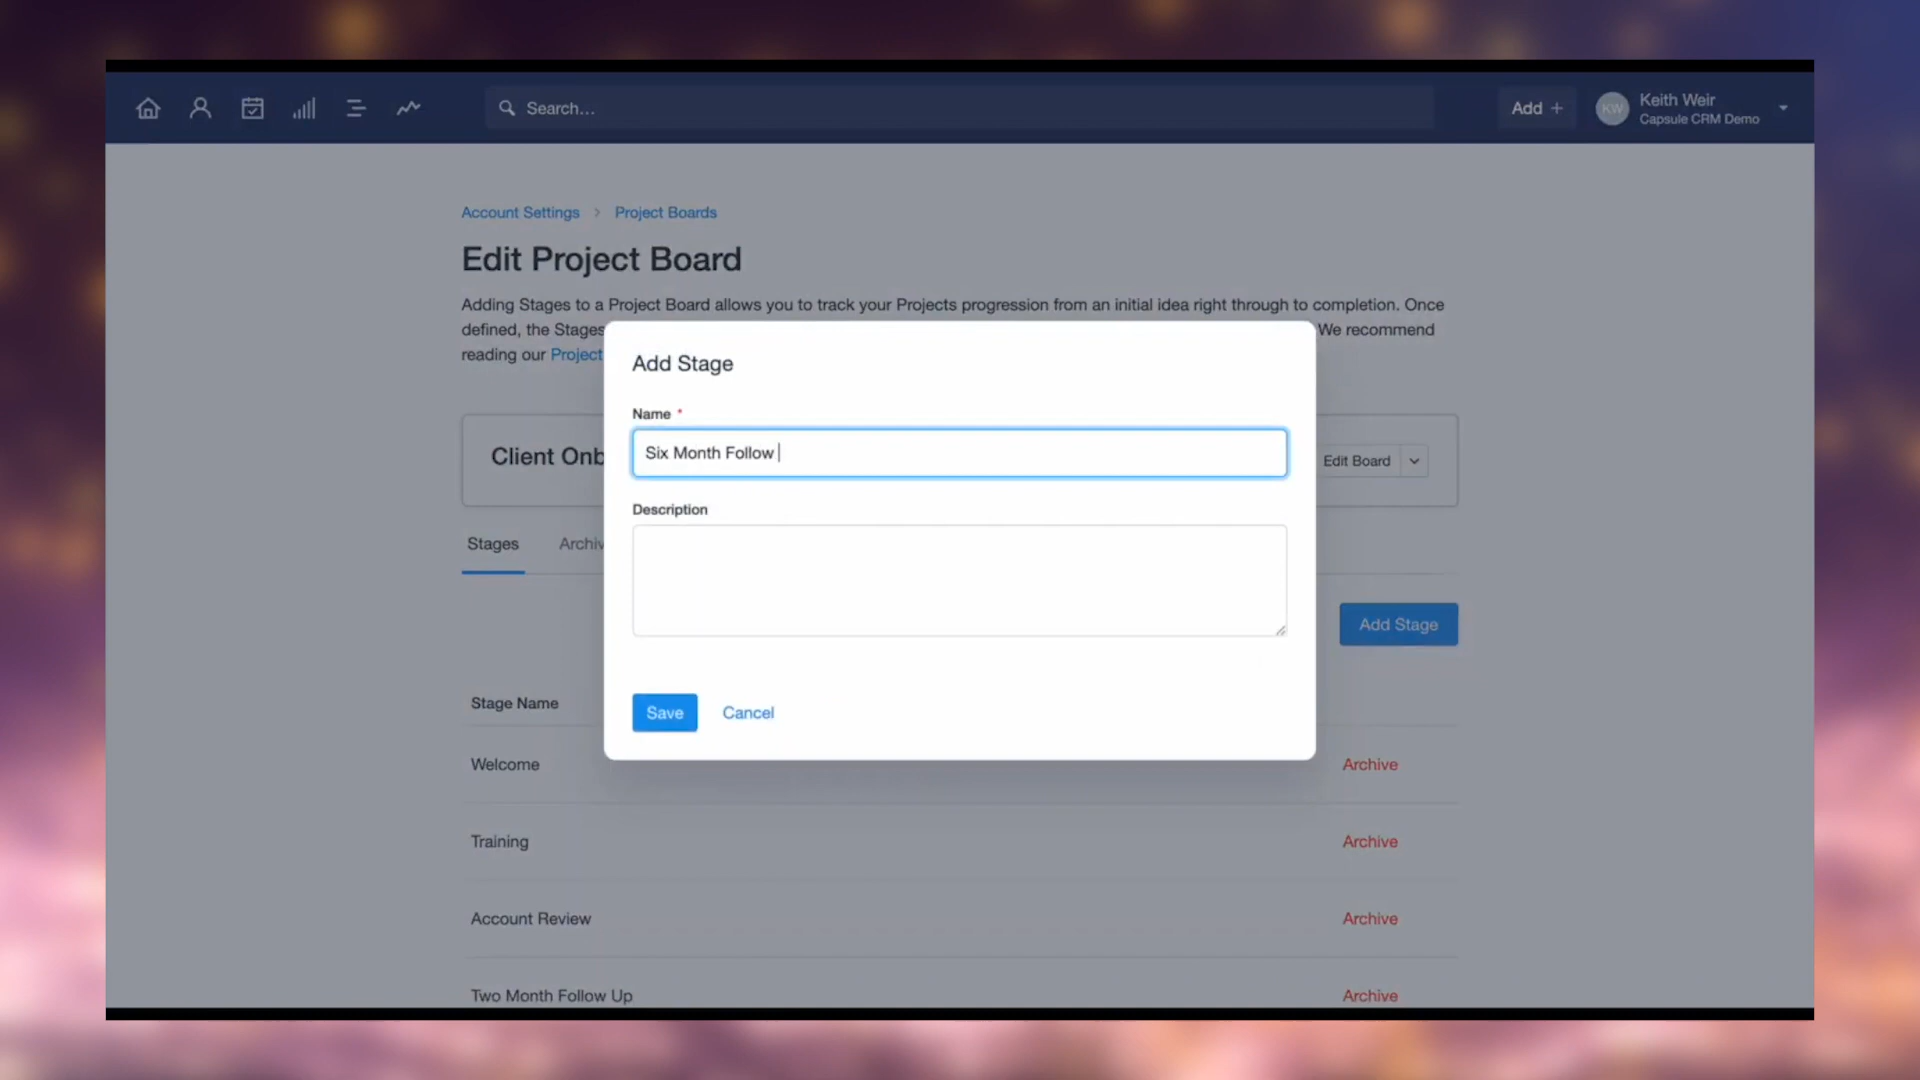 Search...
Add +
KW
Keith Weir
Capsule CRM Demo
Account Settings > Project Boards
Edit Project Board
Adding Stages to a Project Board allows you to track your Projects progression from an initial idea right through to completion. Once
defined, the Stages We recommend
reading our Project
Add Stage
Name *
Six Month Follow
Client Onb
Edit Board
Description
Stages Archiv
Add Stage
Stage Name
Save Cancel
Welcome Archive
Training Archive
Account Review Archive
Two Month Follow Up Archive